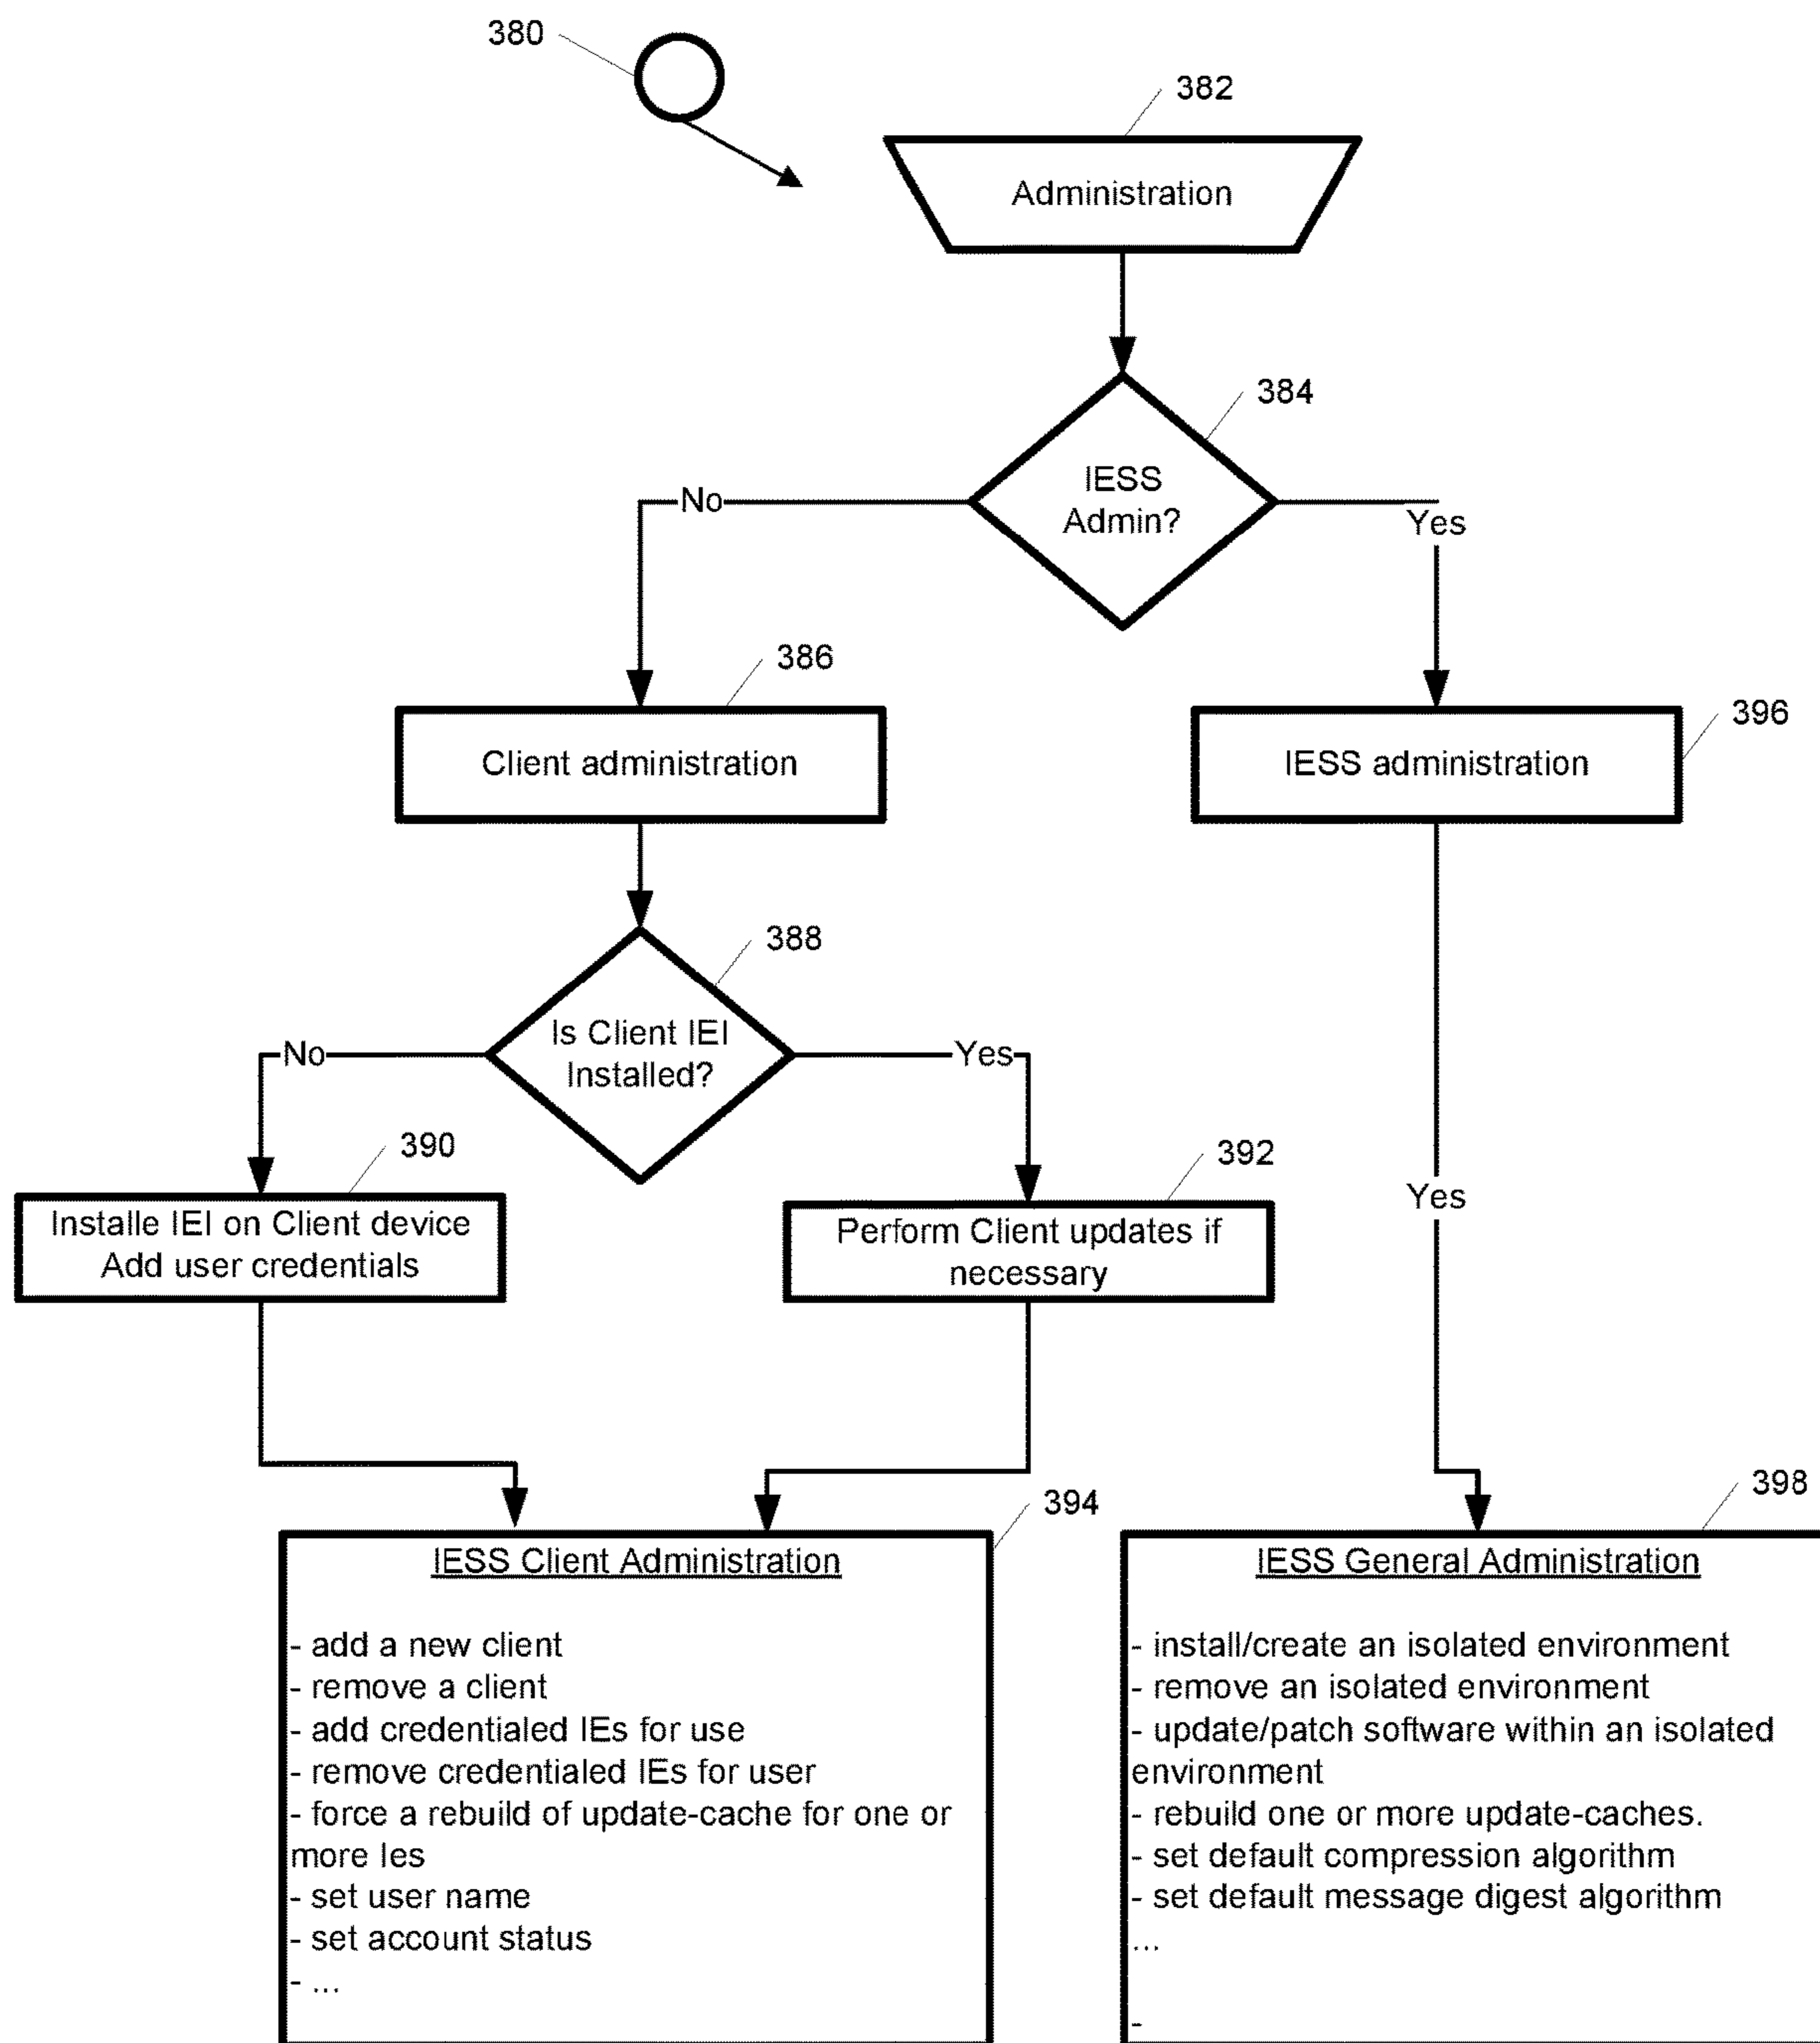 380
382
Administration
384
IESS
Admin?
No
Yes
386
Client administration
396
IESS administration
388
Is Client IEI
Installed?
No
Yes
390
Installe IEI on Client device
Add user credentials
392
Perform Client updates if
necessary
Yes
394
IESS Client Administration
- add a new client
- remove a client
- add credentialed IEs for use
- remove credentialed IEs for user
- force a rebuild of update-cache for one or
more Ies
- set user name
- set account status
- ...
398
IESS General Administration
- install/create an isolated environment
- remove an isolated environment
- update/patch software within an isolated
environment
- rebuild one or more update-caches.
- set default compression algorithm
- set default message digest algorithm
...
-